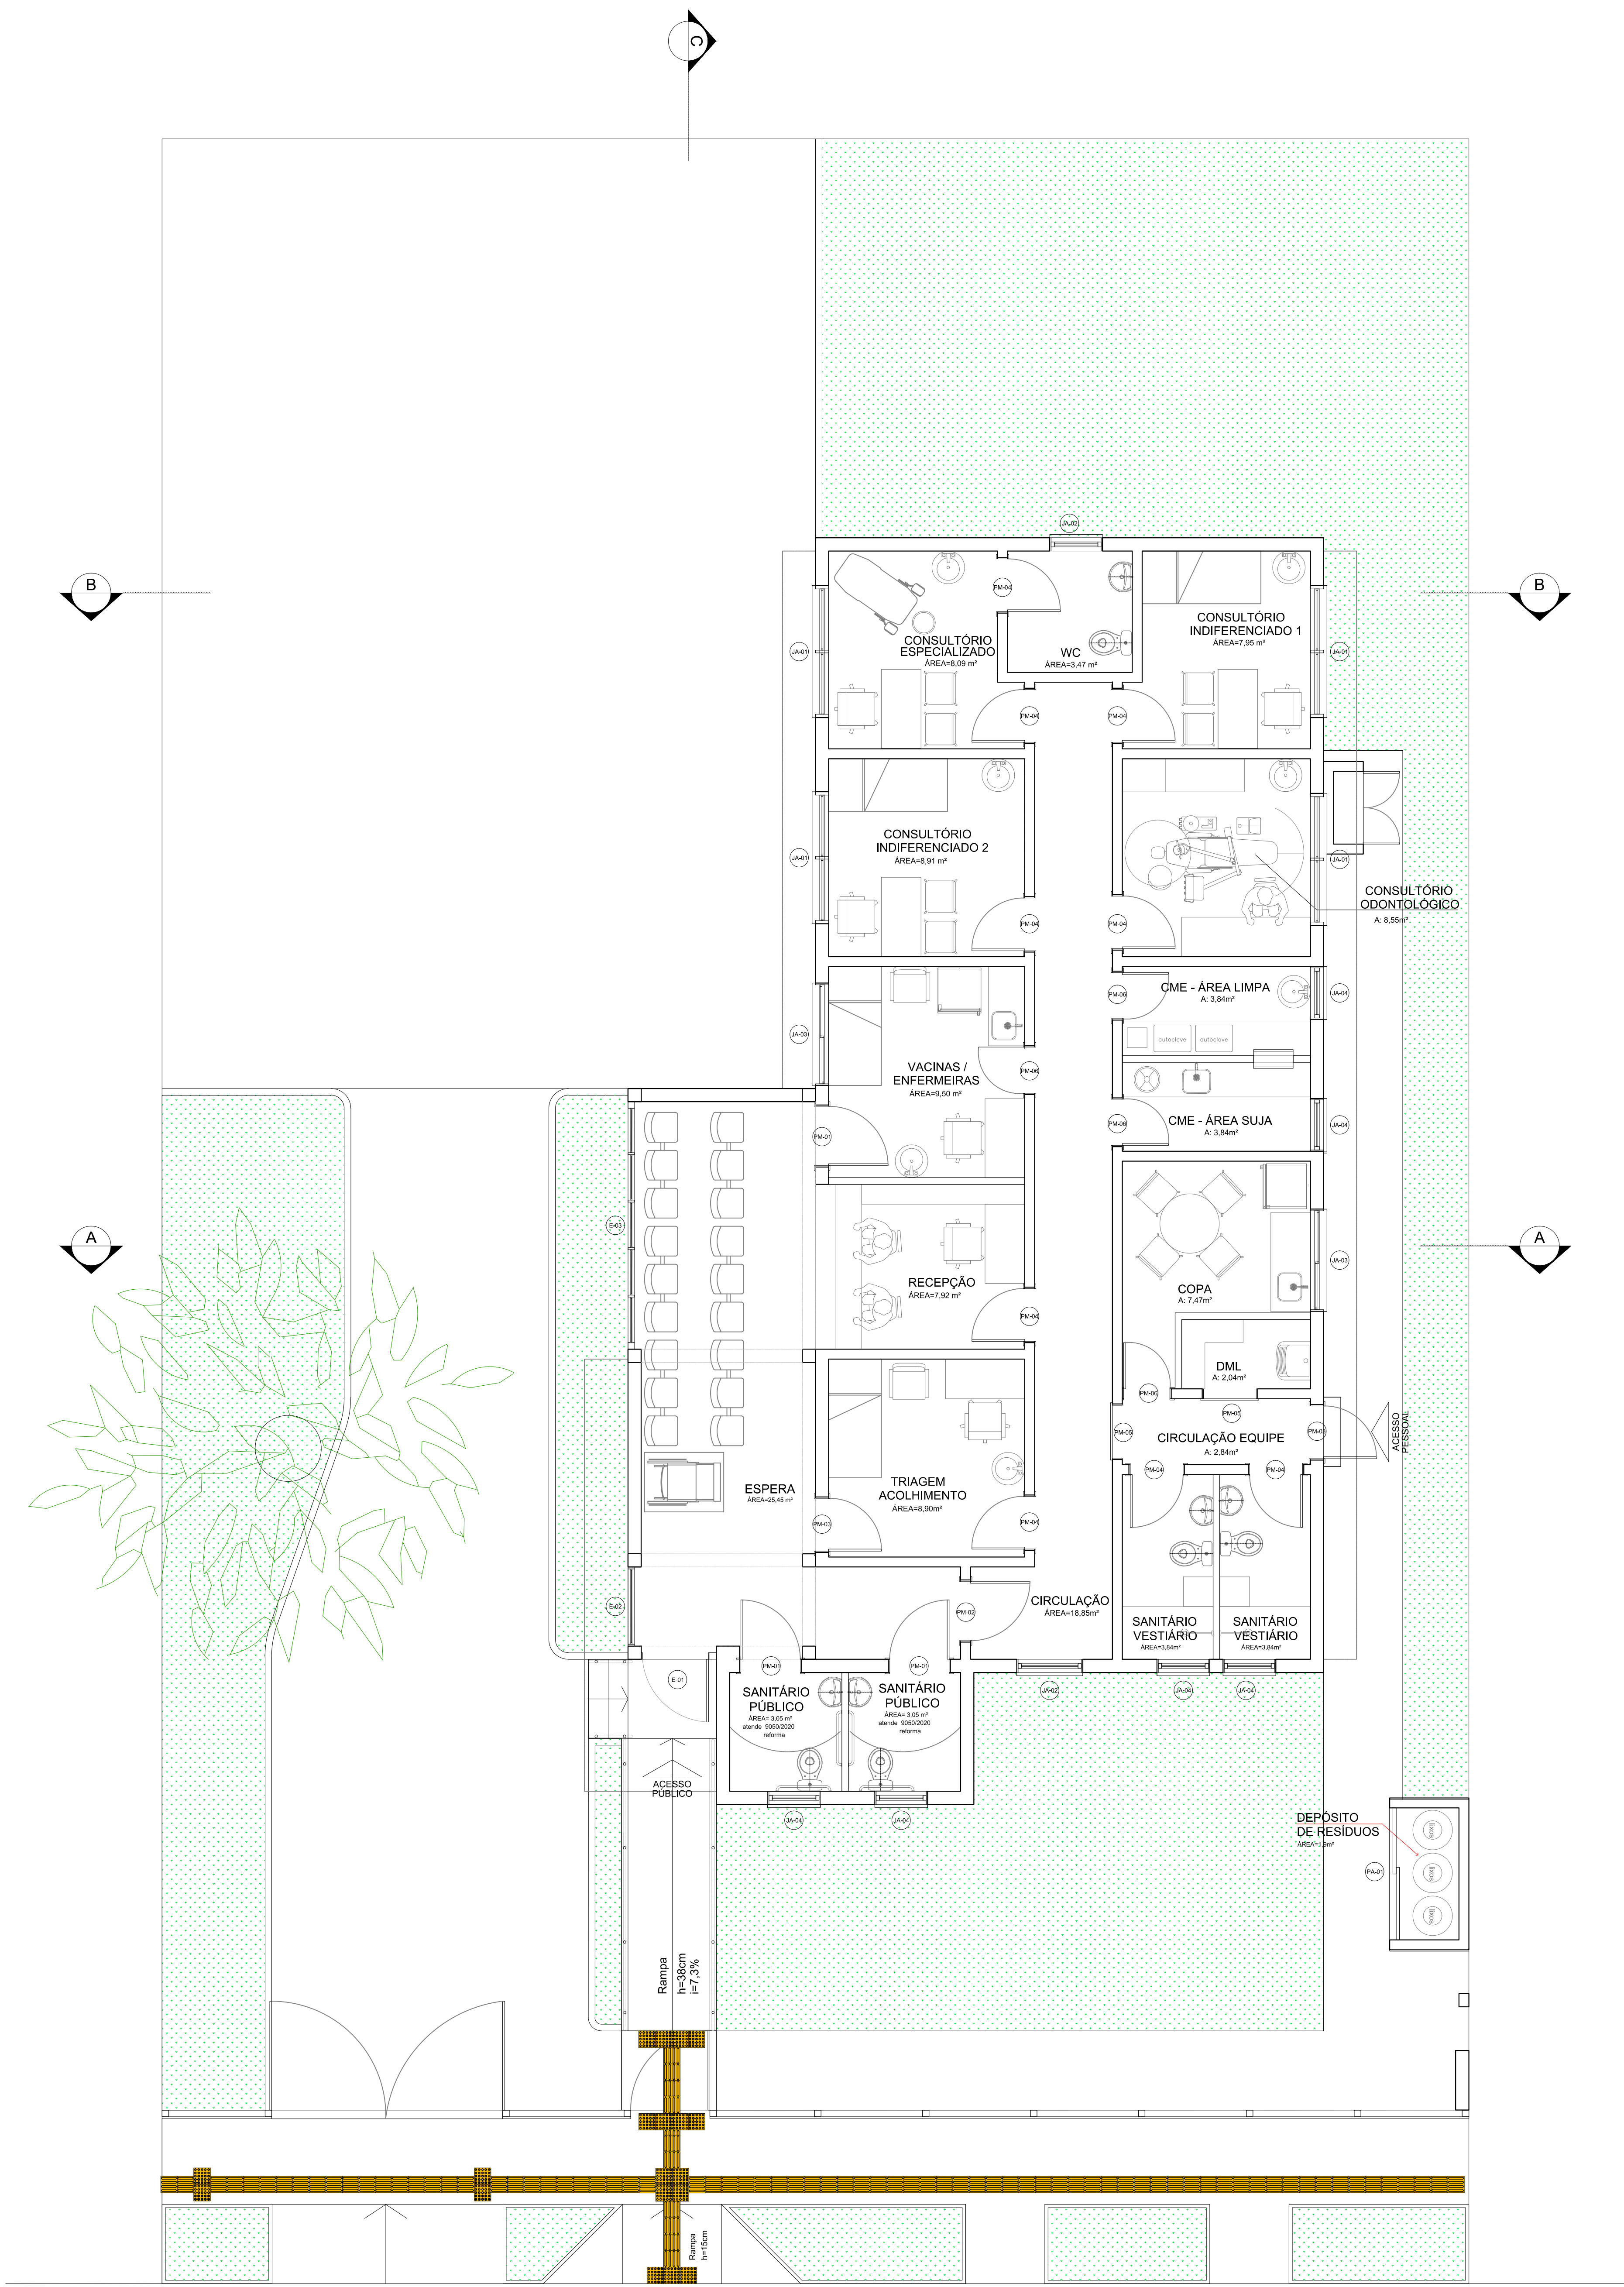 C
JA-02
B
B
PM-04
CONSULTÓRIO
ESPECIALIZADO
ÁREA=8,09 m²
WC
ÁREA=3,47 m²
CONSULTÓRIO
INDIFERENCIADO 1
ÁREA=7,95 m²
JA-01
JA-01
PM-04
PM-04
CONSULTÓRIO
INDIFERENCIADO 2
ÁREA=8,91 m²
JA-01
JA-01
CONSULTÓRIO
ODONTOLÓGICO
A: 8,55m²
PM-04
PM-04
CME - ÁREA LIMPA
A: 3,84m²
PM-06
JA-04
JA-03
autoclave
autoclave
VACINAS /
ENFERMEIRAS
ÁREA=9,50 m²
PM-06
CME - ÁREA SUJA
A: 3,84m²
PM-06
JA-04
PM-01
E-03
A
A
JA-03
RECEPÇÃO
ÁREA=7,92 m²
PM-04
COPA
A: 7,47m²
DML
A: 2,04m²
PM-06
PM-05
PM-05
PM-03
CIRCULAÇÃO EQUIPE
A: 2,84m²
ACESSO
PESSOAL
PM-04
PM-04
ESPERA
ÁREA=25,45 m²
TRIAGEM
ACOLHIMENTO
ÁREA=8,90m²
PM-03
PM-04
E-02
PM-02
CIRCULAÇÃO
ÁREA=18,85m²
SANITÁRIO
VESTIÁRIO
ÁREA=3,84m²
SANITÁRIO
VESTIÁRIO
ÁREA=3,84m²
E-01
PM-01
PM-01
JA-02
JA-04
JA-04
SANITÁRIO
PÚBLICO
ÁREA= 3,05 m²
atende 9050/2020
reforma
SANITÁRIO
PÚBLICO
ÁREA= 3,05 m²
atende 9050/2020
reforma
ACESSO
PÚBLICO
JA-04
JA-04
DEPÓSITO
DE RESÍDUOS
ÁREA=1,9m²
PA-01
lixos
lixos
lixos
Rampa
h=38cm
i=7,3%
Rampa
h=15cm